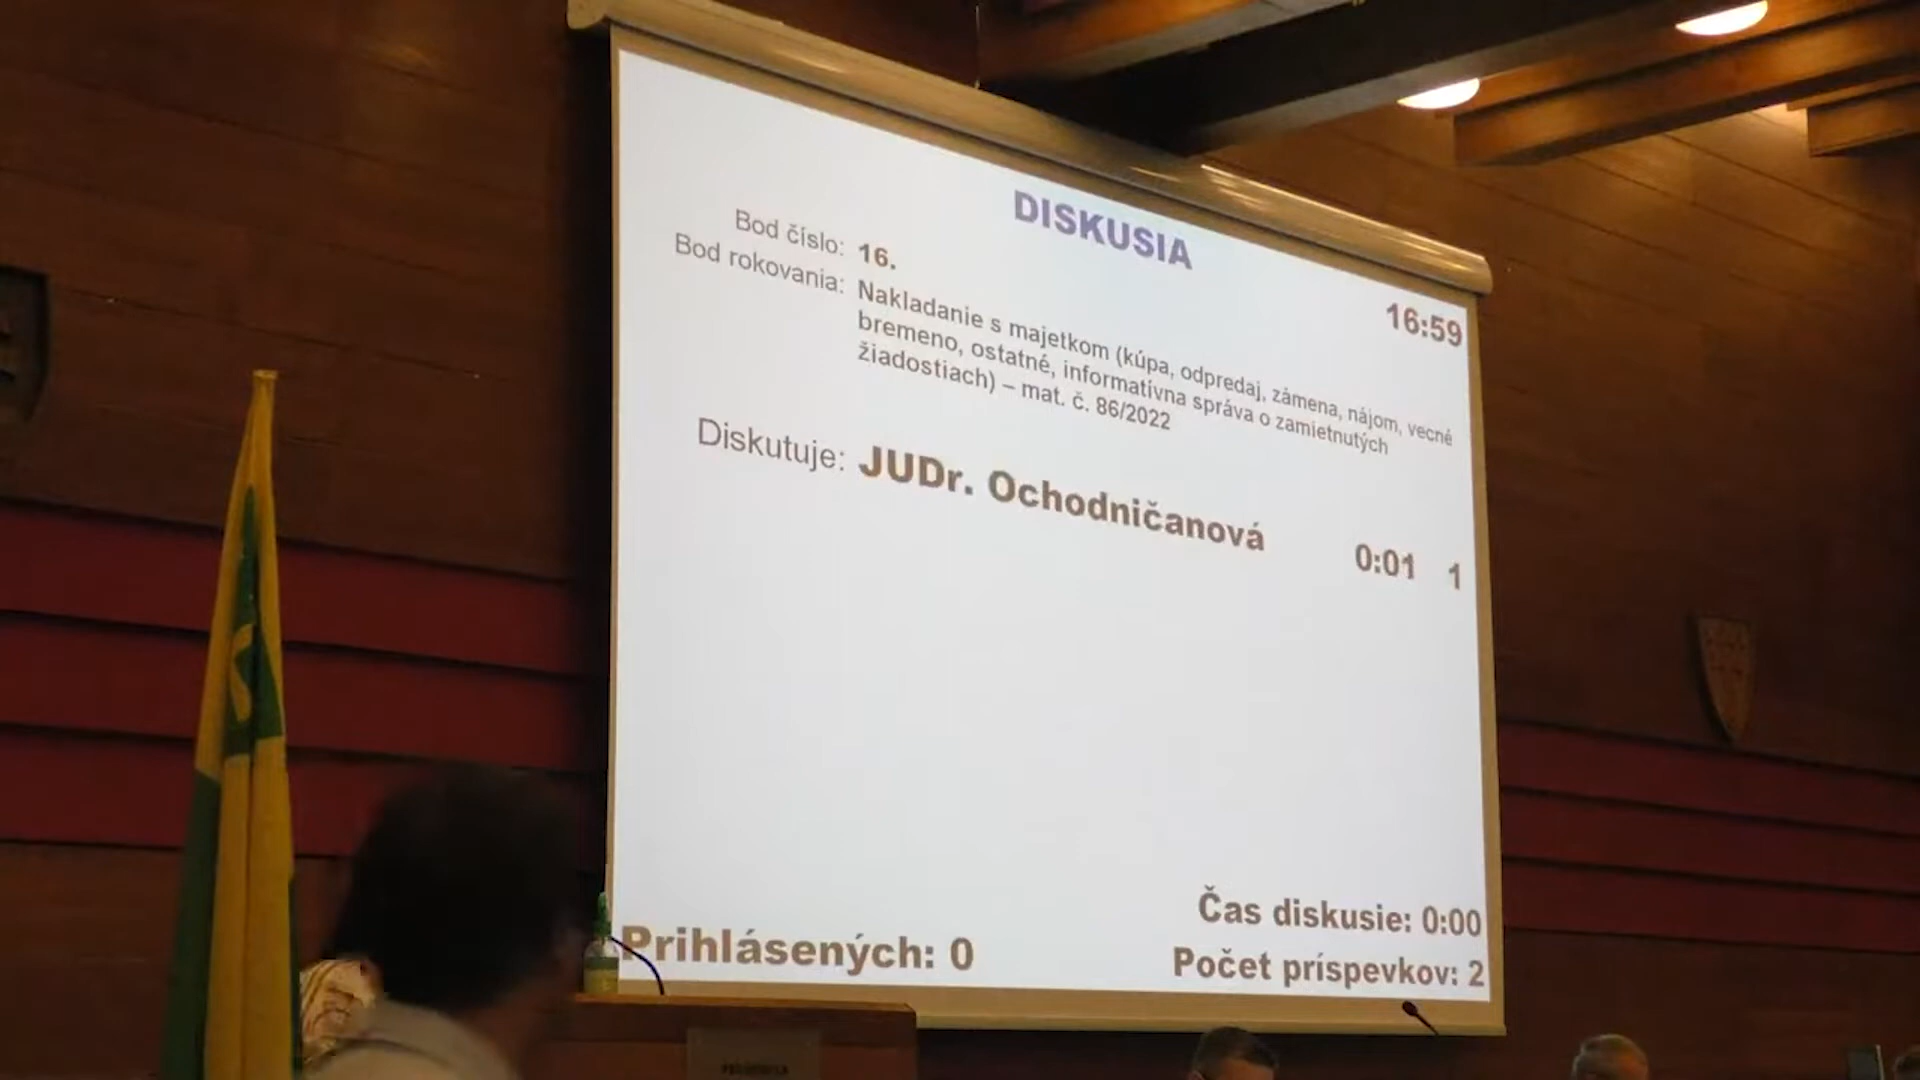 DISKUSIA
16:59
Bod číslo: 16.
Bod rokovania: Nakladanie s majetkom (kúpa, odpredaj, zámena, nájom, vecné
bremeno, ostatné, informatívna správa o zamietnutých
žiadostiach) – mat. č. 86/2022
Diskutuje: JUDr. Ochodničanová 0:01 1
Čas diskusie: 0:00
Prihlásených: 0
Počet príspevkov: 2